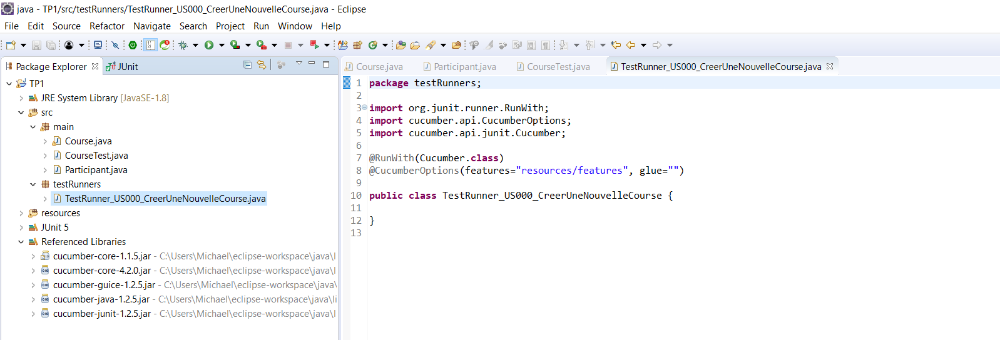 java - TP1/src/testRunners/TestRunner_US000_CreerUneNouvelleCourse.java - Eclipse
File Edit Source Refactor Navigate Search Project Run Window Help
Package Explorer JUnit
TP1
JRE System Library [JavaSE-1.8]
src
main
Course.java
CourseTest.java
Participant.java
testRunners
TestRunner_US000_CreerUneNouvelleCourse.java
resources
JUnit 5
Referenced Libraries
cucumber-core-1.1.5.jar - C:\Users\Michael\eclipse-workspace\java\l
cucumber-core-4.2.0.jar - C:\Users\Michael\eclipse-workspace\java\l
cucumber-guice-1.2.5.jar - C:\Users\Michael\eclipse-workspace\java\
cucumber-java-1.2.5.jar - C:\Users\Michael\eclipse-workspace\java\li
cucumber-junit-1.2.5.jar - C:\Users\Michael\eclipse-workspace\java\l
Course.java Participant.java CourseTest.java TestRunner_US000_CreerUneNouvelleCourse.java
1 package testRunners;
2
3 import org.junit.runner.RunWith;
4 import cucumber.api.CucumberOptions;
5 import cucumber.api.junit.Cucumber;
6
7 @RunWith(Cucumber.class)
8 @CucumberOptions(features="resources/features", glue="")
9
10 public class TestRunner_US000_CreerUneNouvelleCourse {
11
12 }
13